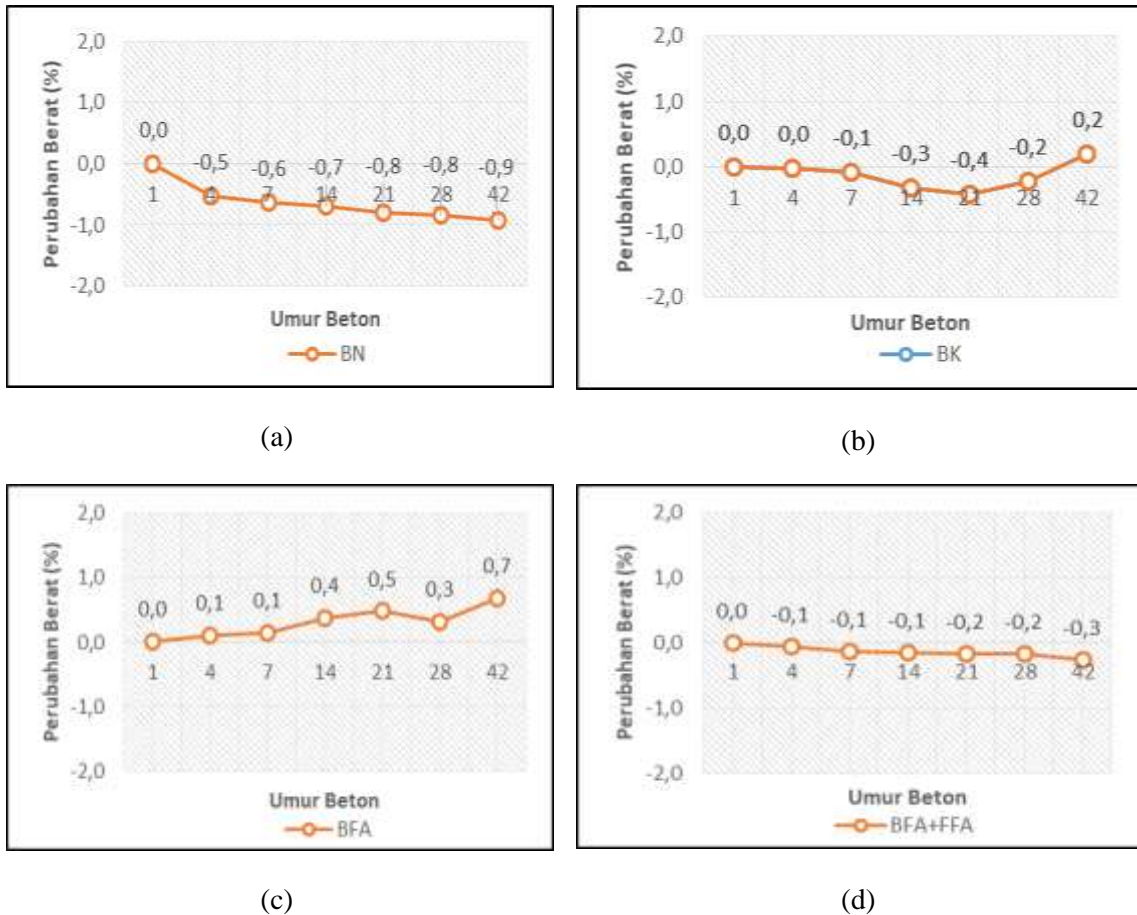 Perubahan Berat (%)
2,0
1,0
0,0
-1,0
-2,0
0,0 -0,5 -0,6 -0,7 -0,8 -0,8 -0,9
1 4 7 14 21 28 42
Umur Beton
BN
(a)
Perubahan Berat (%)
2,0
1,0
0,0
-1,0
-2,0
0,0 0,0 -0,1 -0,3 -0,4 -0,2 0,2
1 4 7 14 21 28 42
Umur Beton
BK
(b)
Perubahan Berat (%)
2,0
1,0
0,0
-1,0
-2,0
0,0 0,1 0,1 0,4 0,5 0,3 0,7
1 4 7 14 21 28 42
Umur Beton
BFA
(c)
Perubahan Berat (%)
2,0
1,0
0,0
-1,0
-2,0
0,0 -0,1 -0,1 -0,1 -0,2 -0,2 -0,3
1 4 7 14 21 28 42
Umur Beton
BFA+FFA
(d)